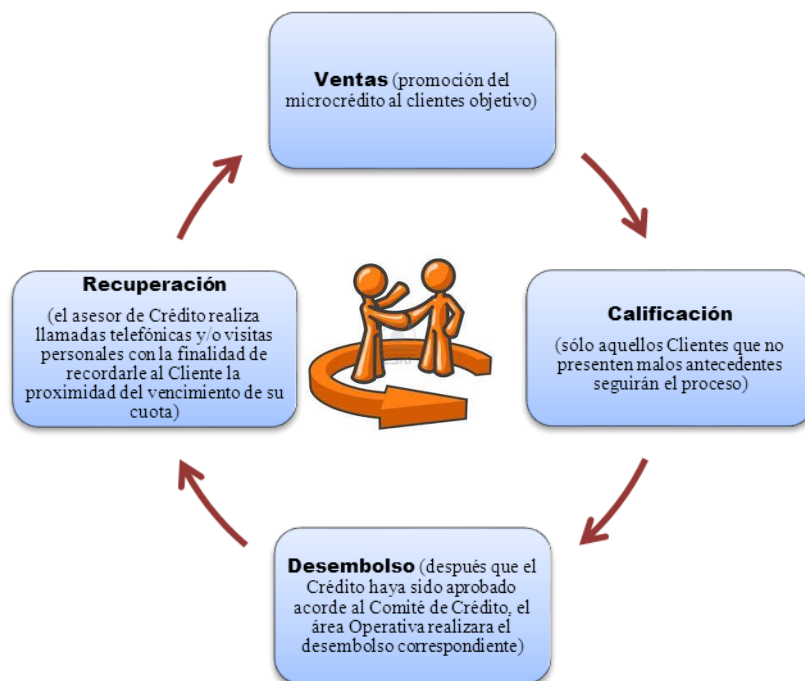 Ventas (promoción del
microcrédito al clientes objetivo)
Calificación
(sólo aquellos Clientes que no
presenten malos antecedentes
seguirán el proceso)
Desembolso (después que el
Crédito haya sido aprobado
acorde al Comité de Crédito, el
área Operativa realizara el
desembolso correspondiente)
Recuperación
(el asesor de Crédito realiza
llamadas telefónicas y/o visitas
personales con la finalidad de
recordarle al Cliente la
proximidad del vencimiento de su
cuota)